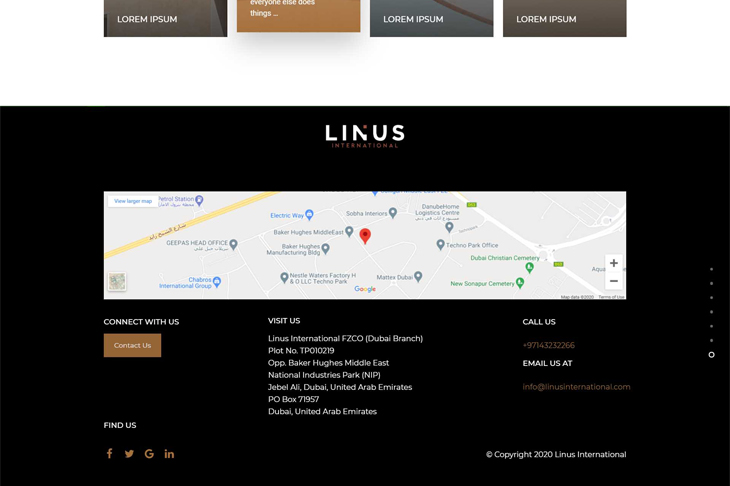 everyone else does
things ...
LOREM IPSUM
LOREM IPSUM
LOREM IPSUM
LINUS
INTERNATIONAL
View larger map
Petrol Station
Electric Way
Sobha Interiors
DanubeHome
Logistics Centre
شارع الشيخ زايد
GEEPAS HEAD OFFICE
Baker Hughes MiddleEast
Baker Hughes
Manufacturing Bldg
Techno Park Office
Dubai Christian Cemetery
Chabros
International Group
Nestle Waters Factory H
& O LLC Techno Park
Mattex Dubai
New Sonapur Cemetery
Aqua
Google
Map data ©2020
Terms of Use
CONNECT WITH US
Contact Us
VISIT US
Linus International FZCO (Dubai Branch)
Plot No. TP010219
Opp. Baker Hughes Middle East
National Industries Park (NIP)
Jebel Ali, Dubai, United Arab Emirates
PO Box 71957
Dubai, United Arab Emirates
CALL US
+97143232266
EMAIL US AT
info@linusinternational.com
FIND US
© Copyright 2020 Linus International